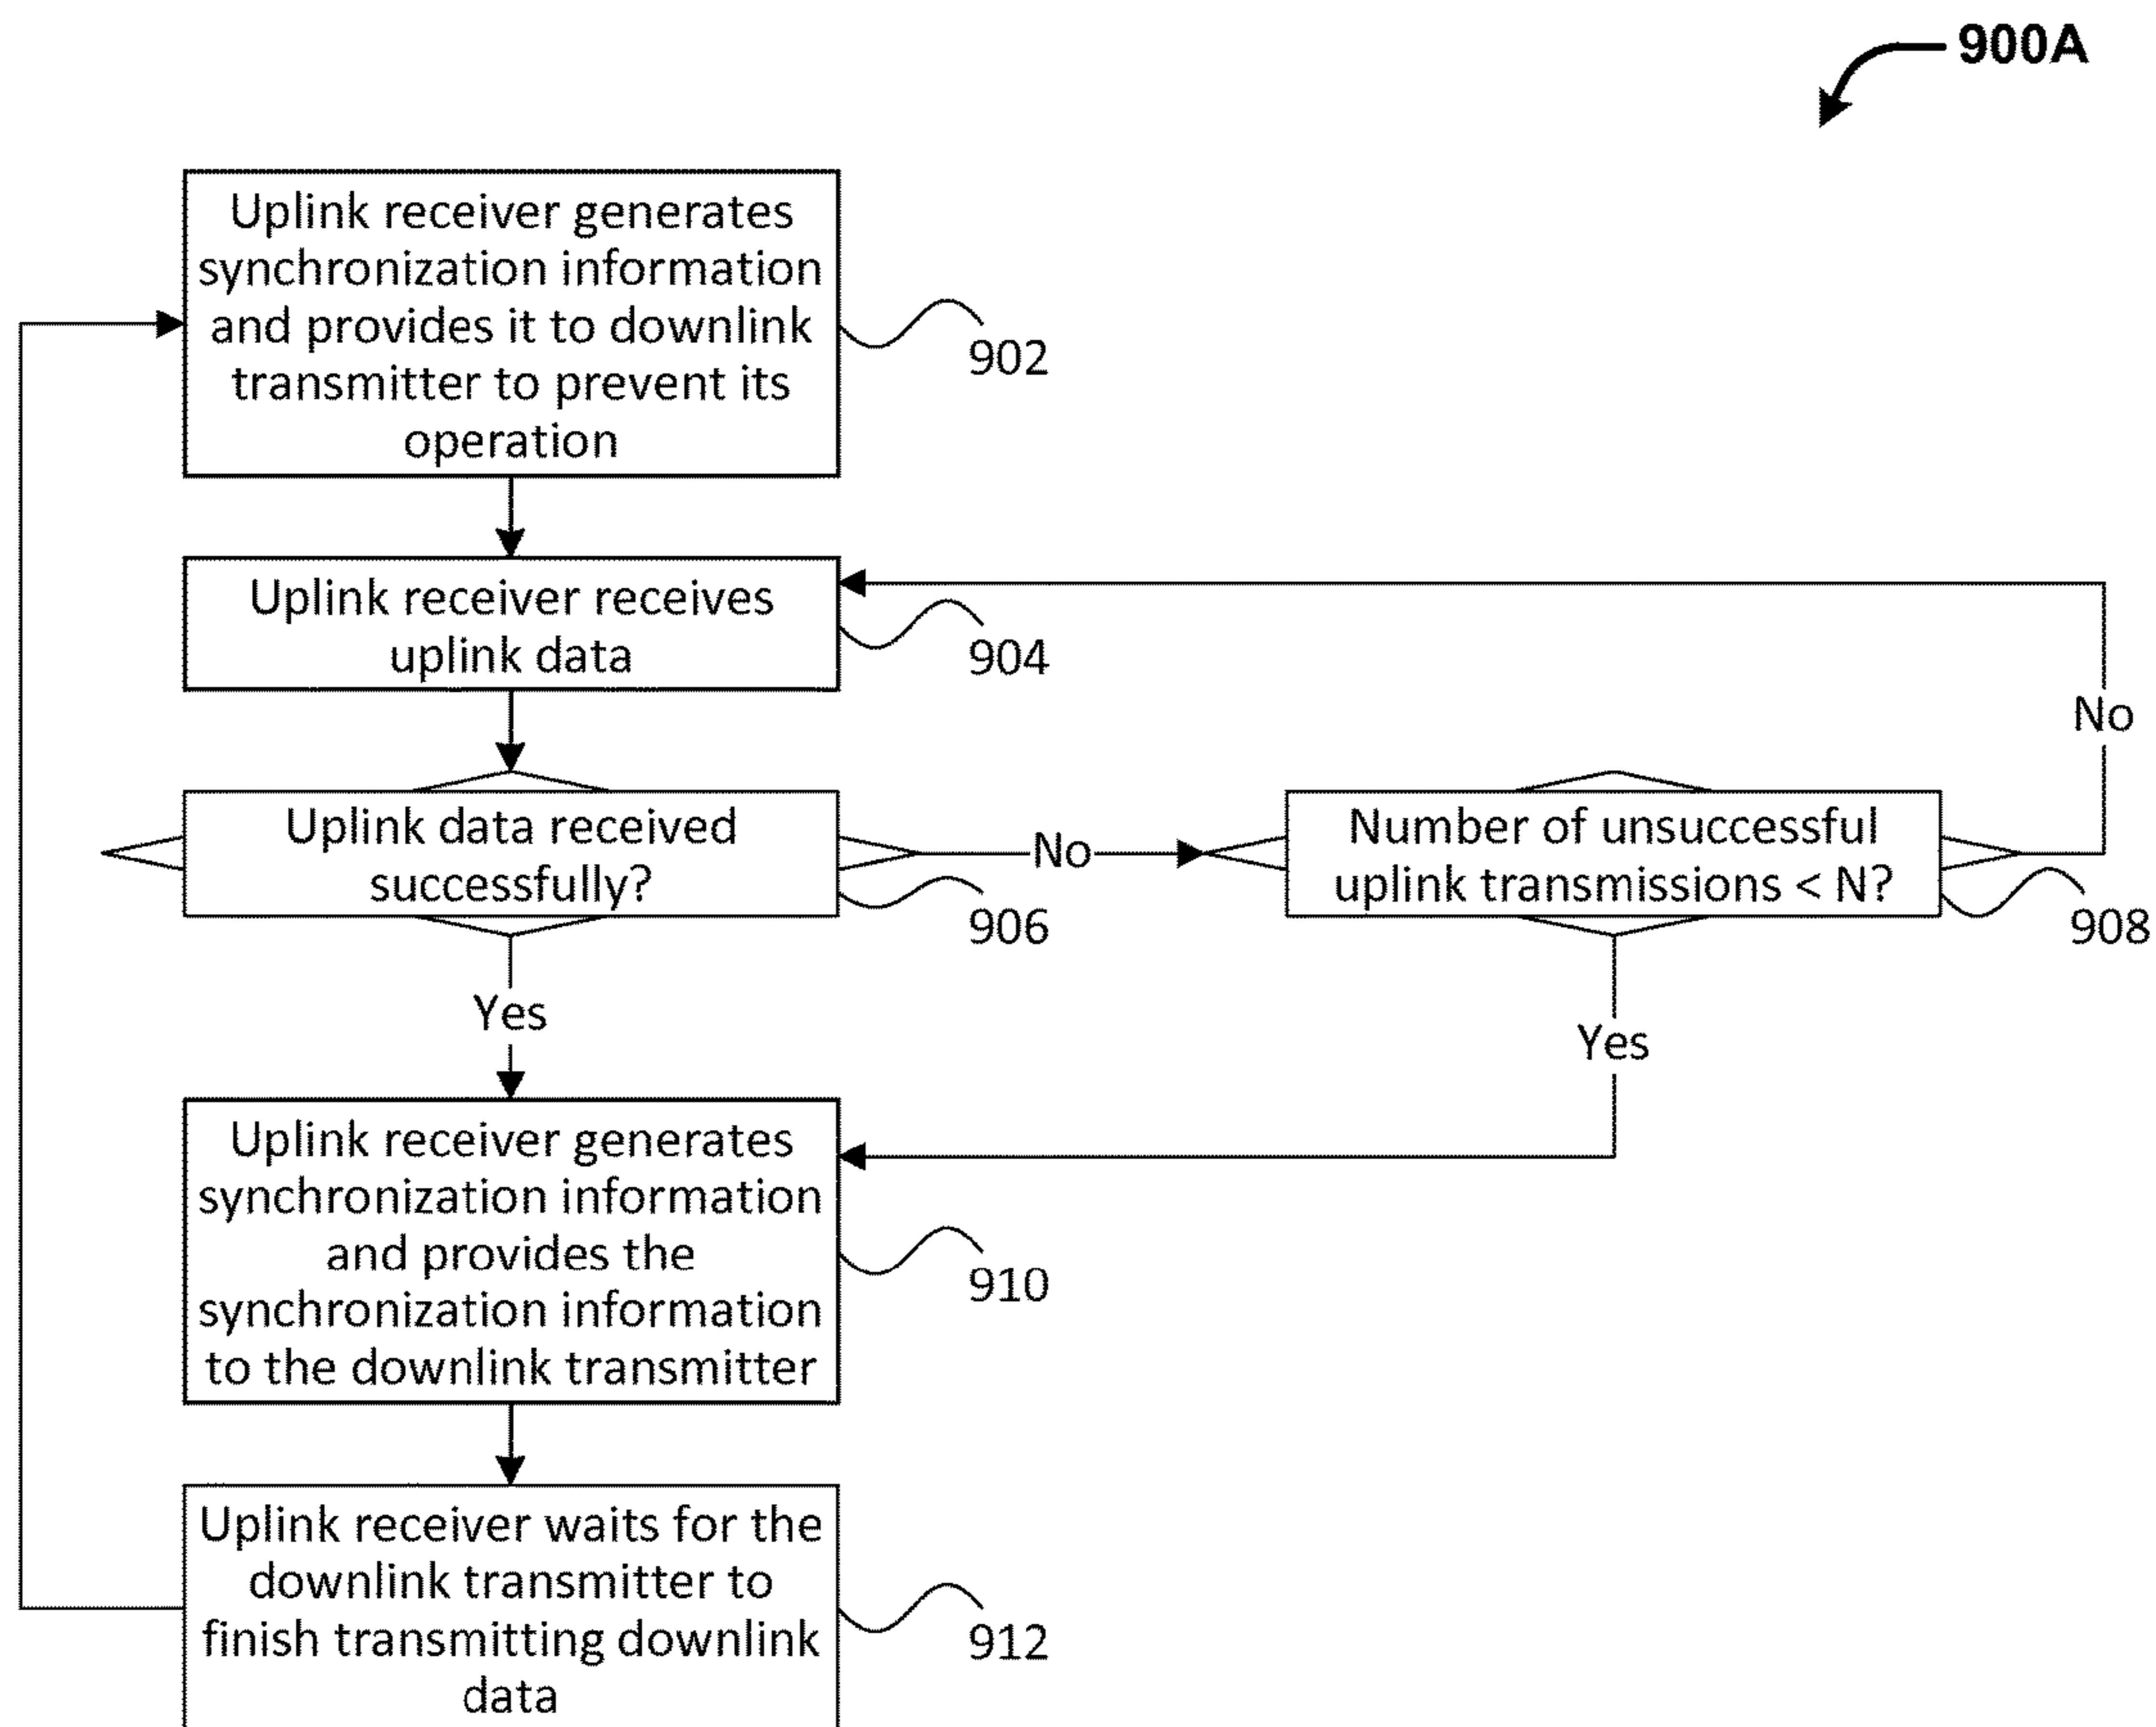 900A
Uplink receiver generates
synchronization information
and provides it to downlink
transmitter to prevent its
operation
902
Uplink receiver receives
uplink data
904
No
Uplink data received
successfully?
906
No
Number of unsuccessful
uplink transmissions < N?
908
Yes
Yes
Uplink receiver generates
synchronization information
and provides the
synchronization information
to the downlink transmitter
910
Uplink receiver waits for the
downlink transmitter to
finish transmitting downlink
data
912